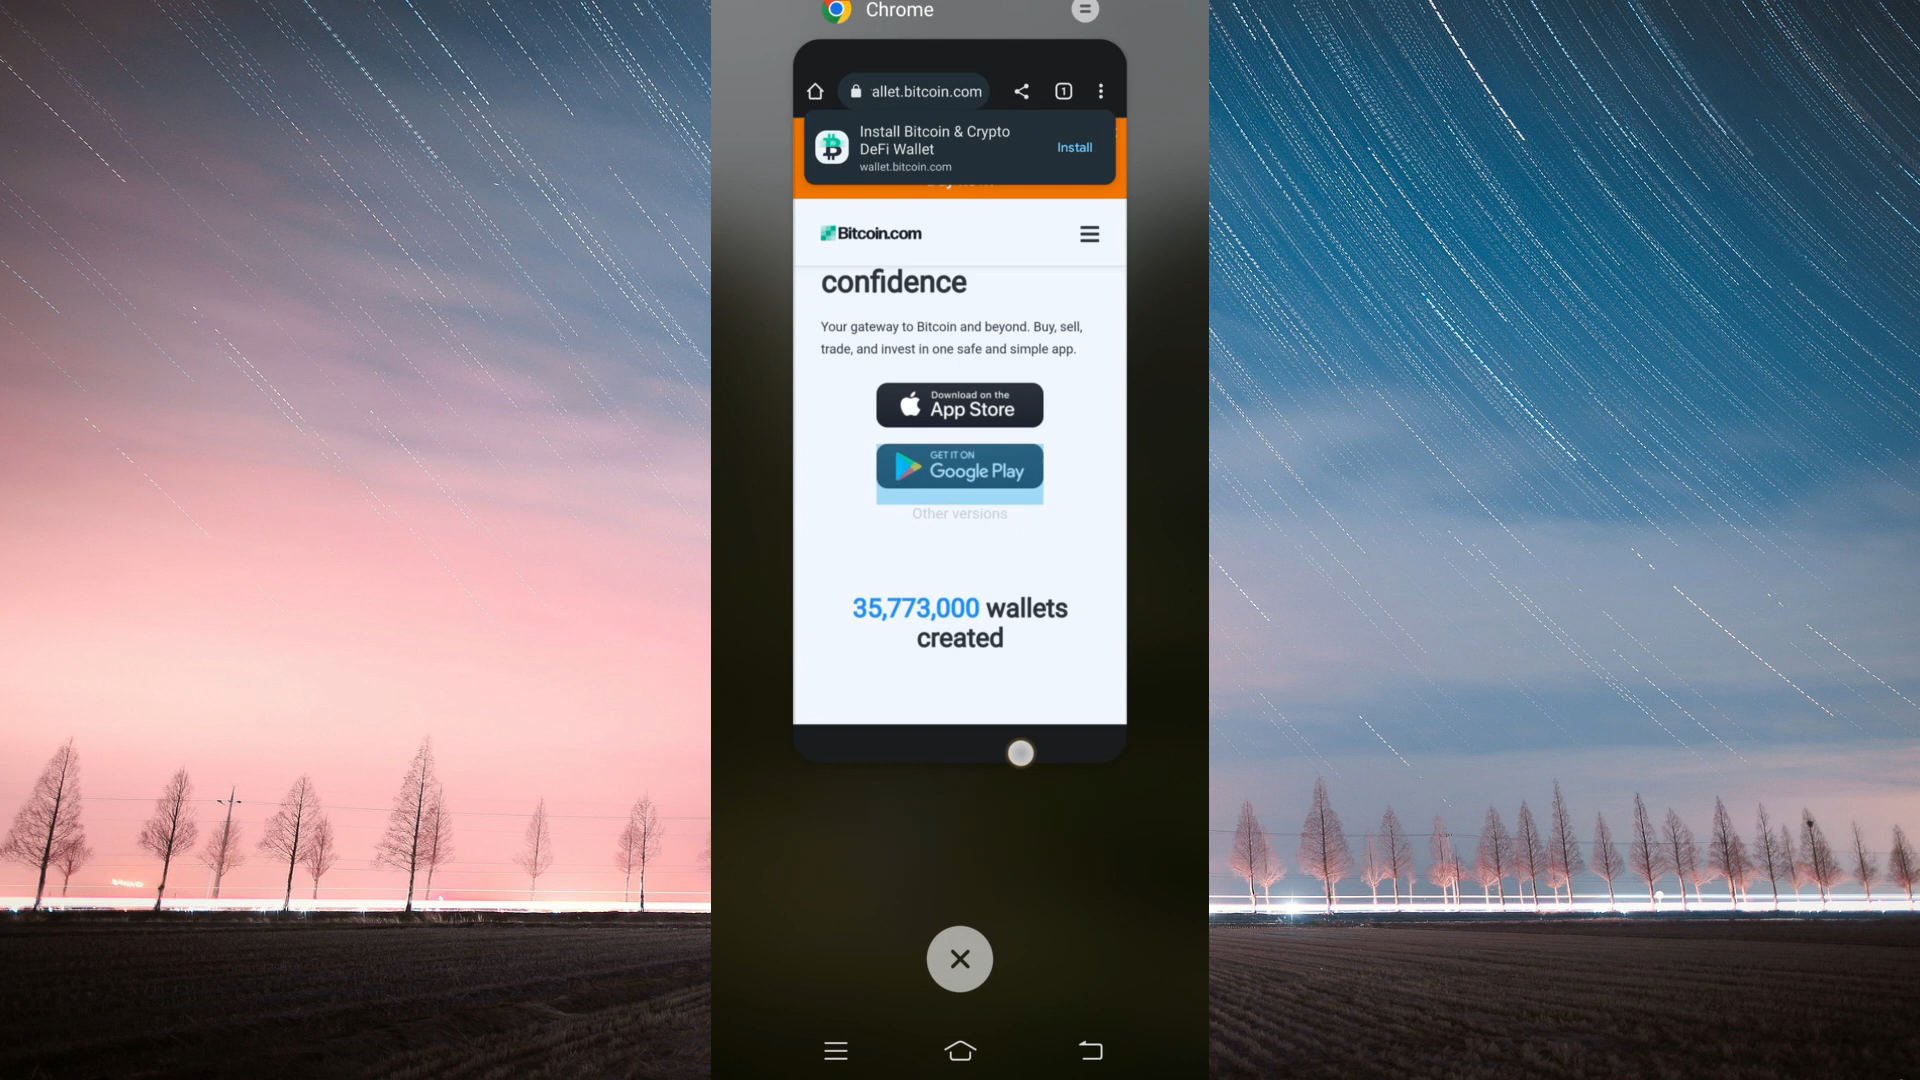 Chrome
allet.bitcoin.com
1
Install Bitcoin & Crypto
DeFi Wallet
wallet.bitcoin.com
Install
Bitcoin.com
confidence
Your gateway to Bitcoin and beyond. Buy, sell,
trade, and invest in one safe and simple app.
Download on the
App Store
GET IT ON
Google Play
Other versions
35,773,000 wallets
created